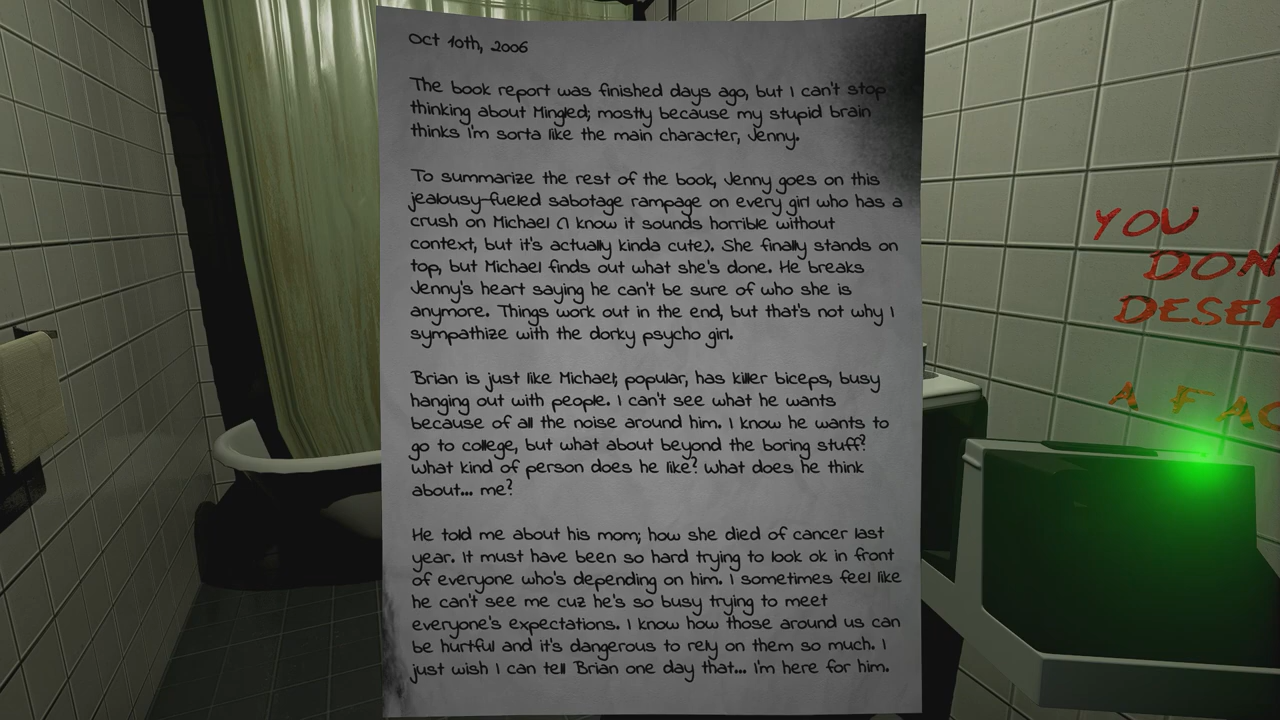 Oct 10th, 2006
The book report was finished days ago, but I can't stop
thinking about Mingled; mostly because my stupid brain
thinks I'm sorta like the main character, Jenny.
To summarize the rest of the book, Jenny goes on this
jealousy-fueled sabotage rampage on every girl who has a
crush on Michael (I know it sounds horrible without
context, but it's actually kinda cute). She finally stands on
top, but Michael finds out what she's done. He breaks
Jenny's heart saying he can't be sure of who she is
anymore. Things work out in the end, but that's not why I
sympathize with the dorky psycho girl.
Brian is just like Michael; popular, has killer biceps, busy
hanging out with people. I can't see what he wants
because of all the noise around him. I know he wants to
go to college, but what about beyond the boring stuff?
What kind of person does he like? What does he think
about... me?
He told me about his mom; how she died of cancer last
year. It must have been so hard trying to look ok in front
of everyone who's depending on him. I sometimes feel like
he can't see me cuz he's so busy trying to meet
everyone's expectations. I know how those around us can
be hurtful and it's dangerous to rely on them so much. I
just wish I can tell Brian one day that... I'm here for him.
YOU
DON
DESER
A FAC